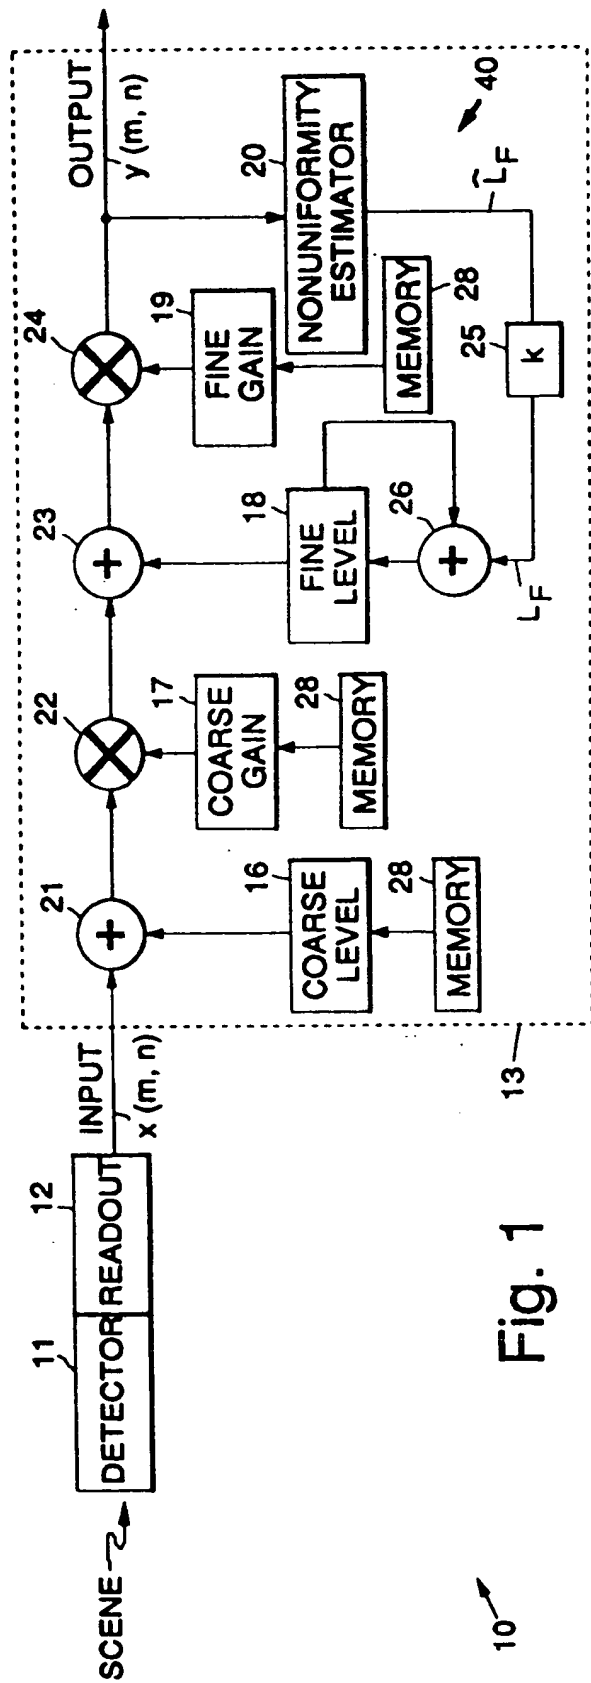 SCENE
11
DETECTOR
12
READOUT
INPUT
x (m, n)
21
+
22
23
+
24
OUTPUT
y (m, n)
16
COARSE
LEVEL
28
MEMORY
17
COARSE
GAIN
28
MEMORY
18
FINE
LEVEL
26
+
L_F
19
FINE
GAIN
28
MEMORY
20
NONUNIFORMITY
ESTIMATOR
40
L̃_F
25
k
13
10
Fig. 1